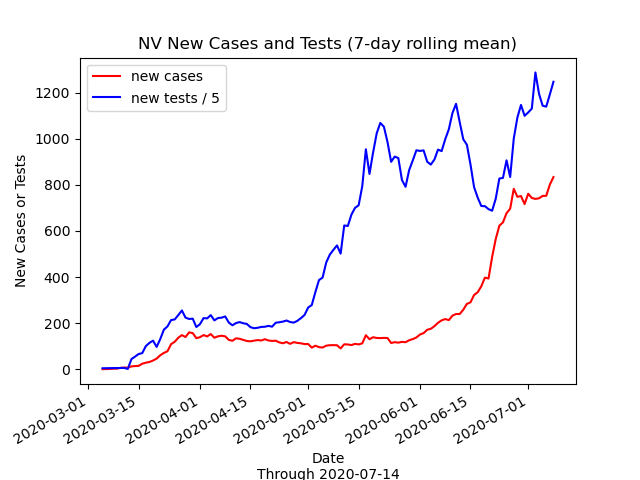 NV New Cases and Tests (7-day rolling mean)
new cases
new tests / 5
1200
1000
800
600
400
200
0
New Cases or Tests
2020-03-01
2020-03-15
2020-04-01
2020-04-15
2020-05-01
2020-05-15
2020-06-01
2020-06-15
2020-07-01
Date
Through 2020-07-14